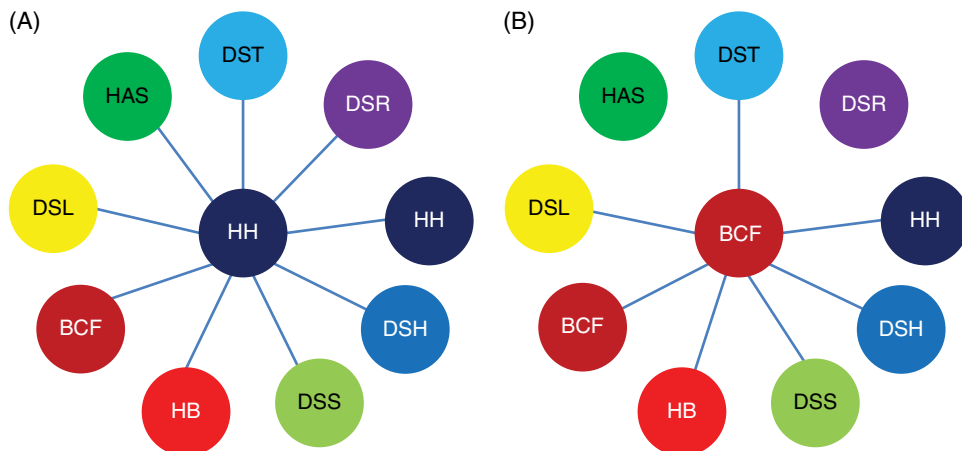 (A)
DST
HAS
DSR
DSL
HH
HH
BCF
DSH
HB
DSS
(B)
DST
HAS
DSR
DSL
BCF
HH
BCF
DSH
HB
DSS